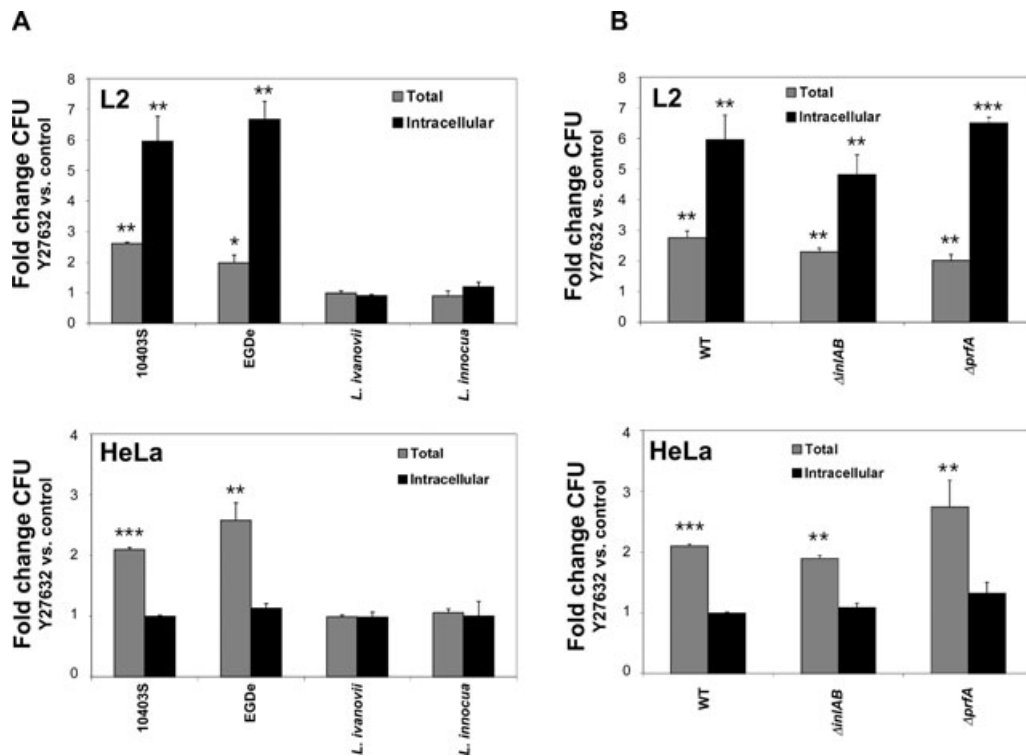 A
L2
Total
Intracellular
Fold change CFU
Y27632 vs. control
8
7
6
5
4
3
2
1
0
**
**
*
**
10403S
EGDe
L. ivanovii
L. innocua
HeLa
Total
Intracellular
Fold change CFU
Y27632 vs. control
4
3
2
1
0
***
**
10403S
EGDe
L. ivanovii
L. innocua
B
L2
Total
Intracellular
Fold change CFU
Y27632 vs. control
8
7
6
5
4
3
2
1
0
**
**
**
**
**
***
WT
ΔinlAB
ΔprfA
HeLa
Total
Intracellular
Fold change CFU
Y27632 vs. control
4
3
2
1
0
***
**
**
WT
ΔinlAB
ΔprfA